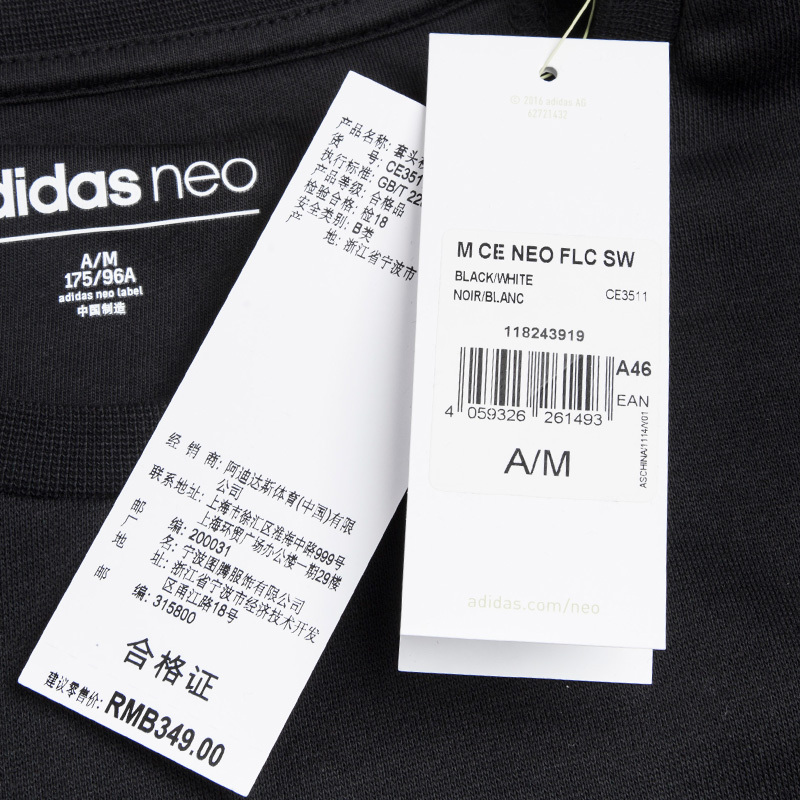 adidas neo
A/M
175/96A
adidas neo label
中国制造
产品名称: 套头
货 号: CE351
执行标准: GB/T 22
产品等级: 合格品
检验合格: 检18
安全类别: B类
产 地: 浙江省宁波市
经 销 商: 阿迪达斯体育(中国)有限
公司
联系地址: 上海市徐汇区淮海中路999号
上海环贸广场办公楼一期29楼
邮 编: 200031
厂 名: 宁波图腾服饰有限公司
地 址: 浙江省宁波市经济技术开发
区甬江路18号
邮 编: 315800
合格证
建议零售价: RMB349.00
© 2016 adidas AG
62721432
M CE NEO FLC SW
BLACK/WHITE
NOIR/BLANC CE3511
118243919
A46
EAN
4 059326 261493
A/M
ASCHINA/1114/V01
adidas.com/neo